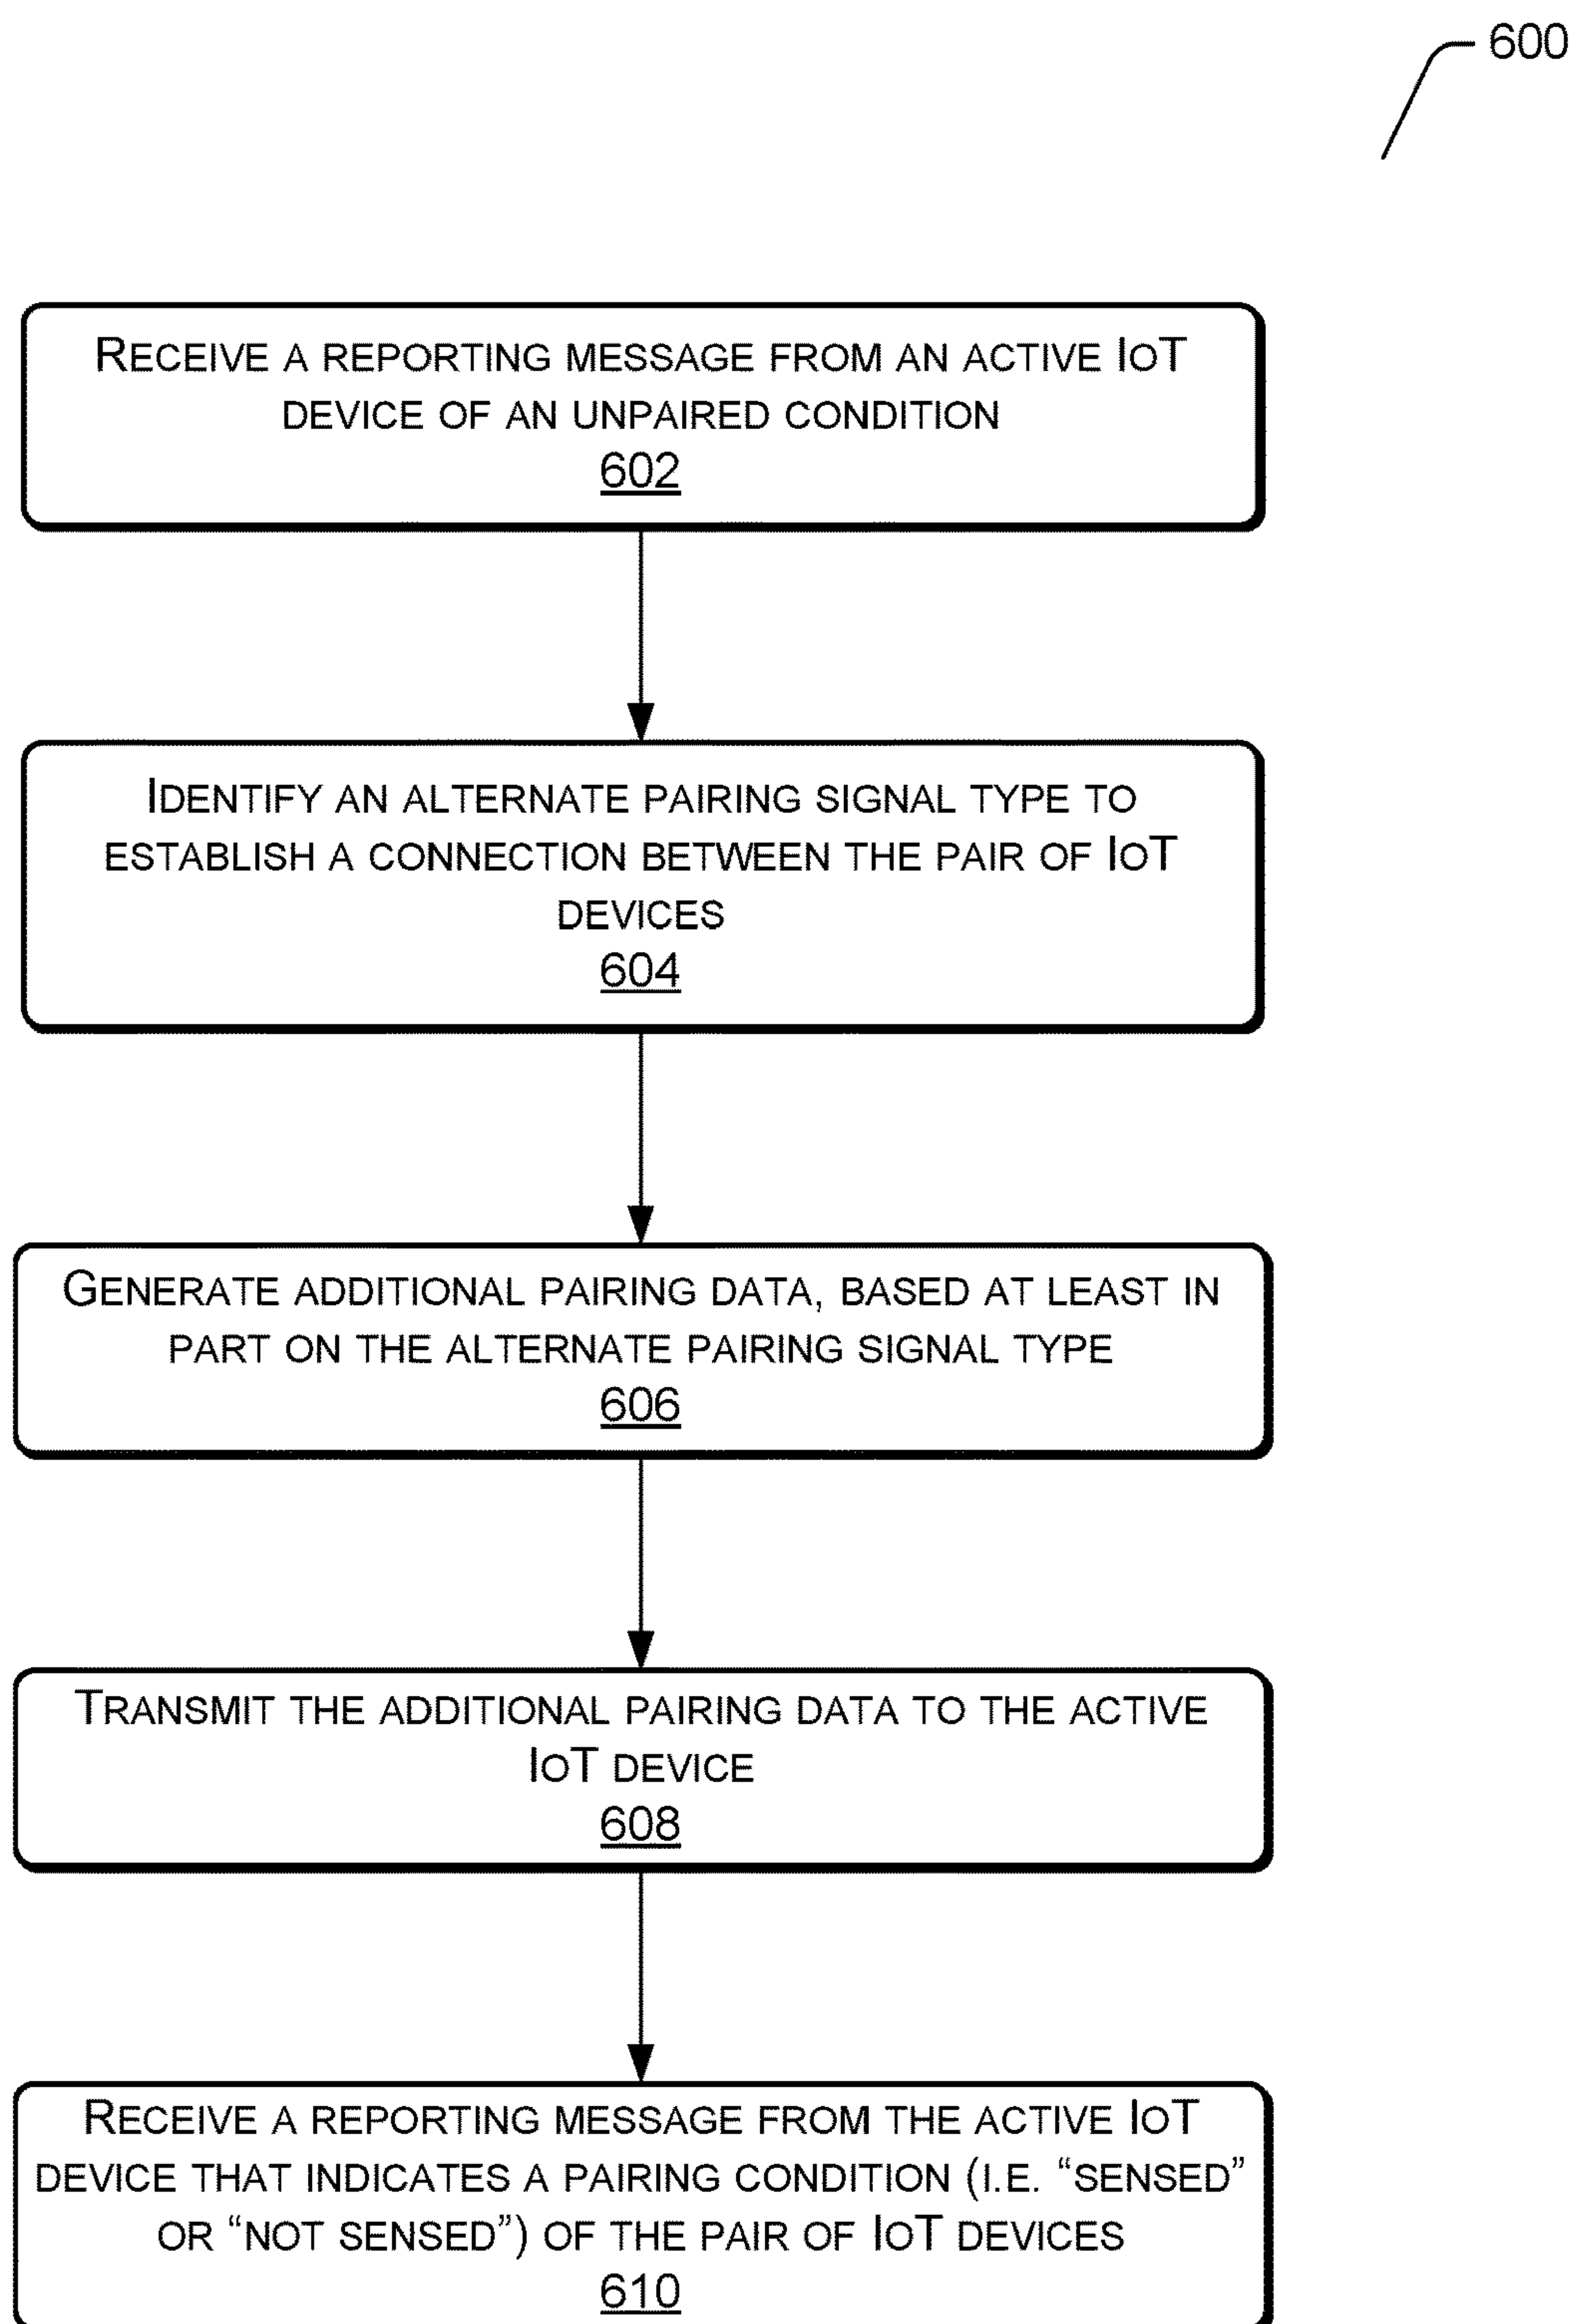 600
RECEIVE A REPORTING MESSAGE FROM AN ACTIVE IOT
DEVICE OF AN UNPAIRED CONDITION
602
IDENTIFY AN ALTERNATE PAIRING SIGNAL TYPE TO
ESTABLISH A CONNECTION BETWEEN THE PAIR OF IOT
DEVICES
604
GENERATE ADDITIONAL PAIRING DATA, BASED AT LEAST IN
PART ON THE ALTERNATE PAIRING SIGNAL TYPE
606
TRANSMIT THE ADDITIONAL PAIRING DATA TO THE ACTIVE
IOT DEVICE
608
RECEIVE A REPORTING MESSAGE FROM THE ACTIVE IOT
DEVICE THAT INDICATES A PAIRING CONDITION (I.E. “SENSED”
OR “NOT SENSED”) OF THE PAIR OF IOT DEVICES
610